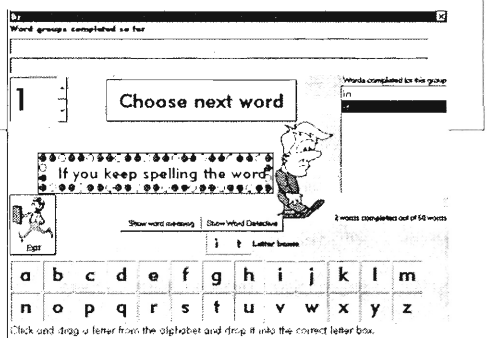 Word groups completed so far
1
Choose next word
Words completed for this group
in
If you keep spelling the word
2 words completed out of 50 words
Show word meaning Show Word Detective
Exit
i t Letter boxes
a b c d e f g h i j k l m
n o p q r s t u v w x y z
Click and drag a letter from the alphabet and drop it into the correct letter box.